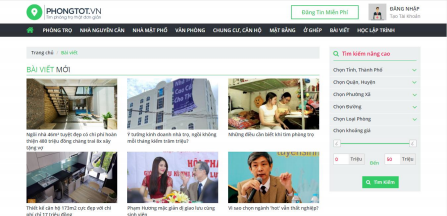 PHONGTOT.VN
Tìm phòng trọ thật đơn giản
Đăng Tin Miễn Phí
ĐĂNG NHẬP
Tạo Tài Khoản
PHÒNG TRỌ NHÀ NGUYÊN CĂN NHÀ MẶT PHỐ VĂN PHÒNG CHUNG CƯ, CĂN HỘ MẶT BẰNG Ở GHÉP BÀI VIẾT HỌC LẬP TRÌNH
Trang chủ / Bài viết
BÀI VIẾT MỚI
Ngôi nhà 4om² tuyệt đẹp có chi phí hoàn
thiện 480 triệu đồng chàng trai 8x xây
tặng vợ
Ý tưởng kinh doanh nhà trọ, ngồi không
mỗi tháng kiếm trăm triệu?
Những điều cần biết khi tìm phòng trọ
Thiết kế căn hộ 173m2 cực đẹp với chi
phí chỉ 1? triệu đồng
Phạm Hương mặc giản dị giao lưu cùng
sinh viên
Vì sao chọn ngành 'hot' vẫn thất nghiệp?
Tìm kiếm nâng cao
Chọn Tỉnh, Thành Phố
Chọn Quận, Huyện
Chọn Phường Xã
Chọn Đường
Chọn Loại Phòng
Chọn khoảng giá
0 Triệu Đến 50 Triệu
Tìm Kiếm